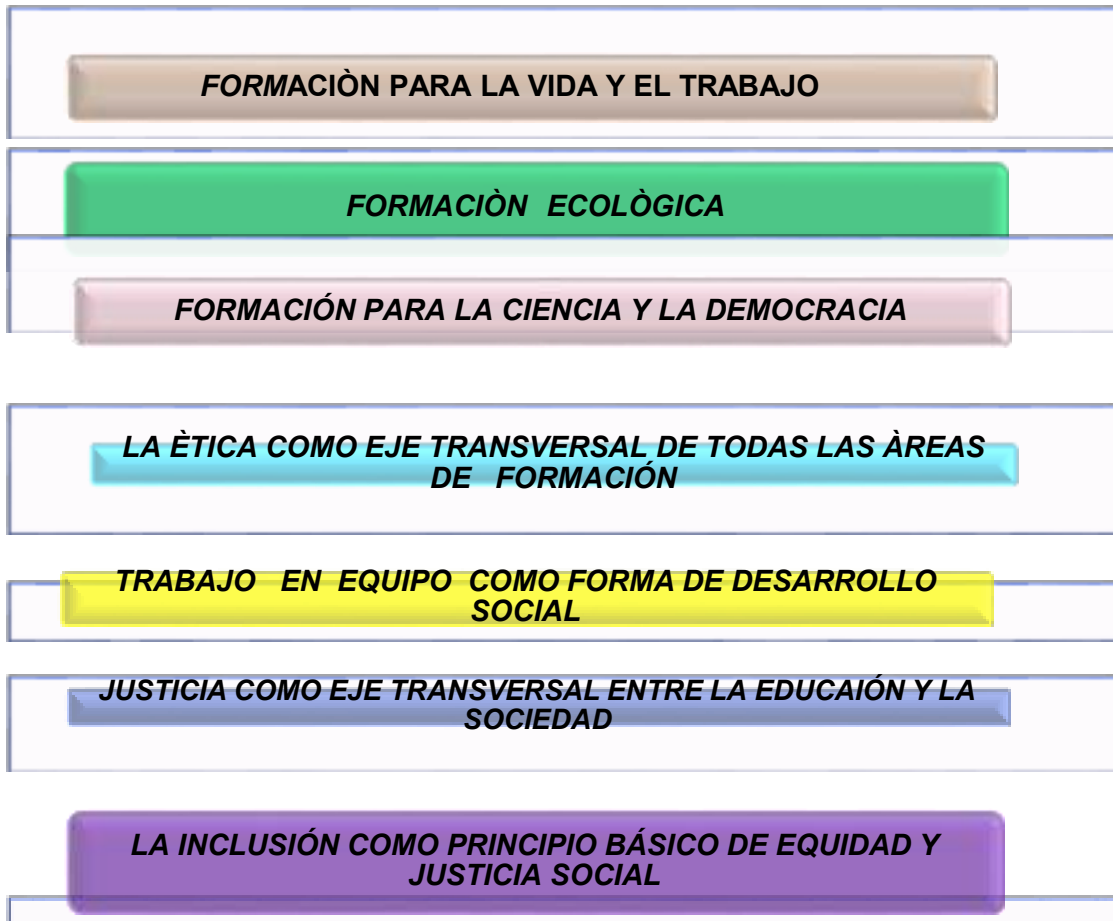 FORMACIÒN PARA LA VIDA Y EL TRABAJO
FORMACIÒN ECOLÒGICA
FORMACIÓN PARA LA CIENCIA Y LA DEMOCRACIA
LA ÈTICA COMO EJE TRANSVERSAL DE TODAS LAS ÀREAS
DE FORMACIÓN
TRABAJO EN EQUIPO COMO FORMA DE DESARROLLO
SOCIAL
JUSTICIA COMO EJE TRANSVERSAL ENTRE LA EDUCAIÓN Y LA
SOCIEDAD
LA INCLUSIÓN COMO PRINCIPIO BÁSICO DE EQUIDAD Y
JUSTICIA SOCIAL